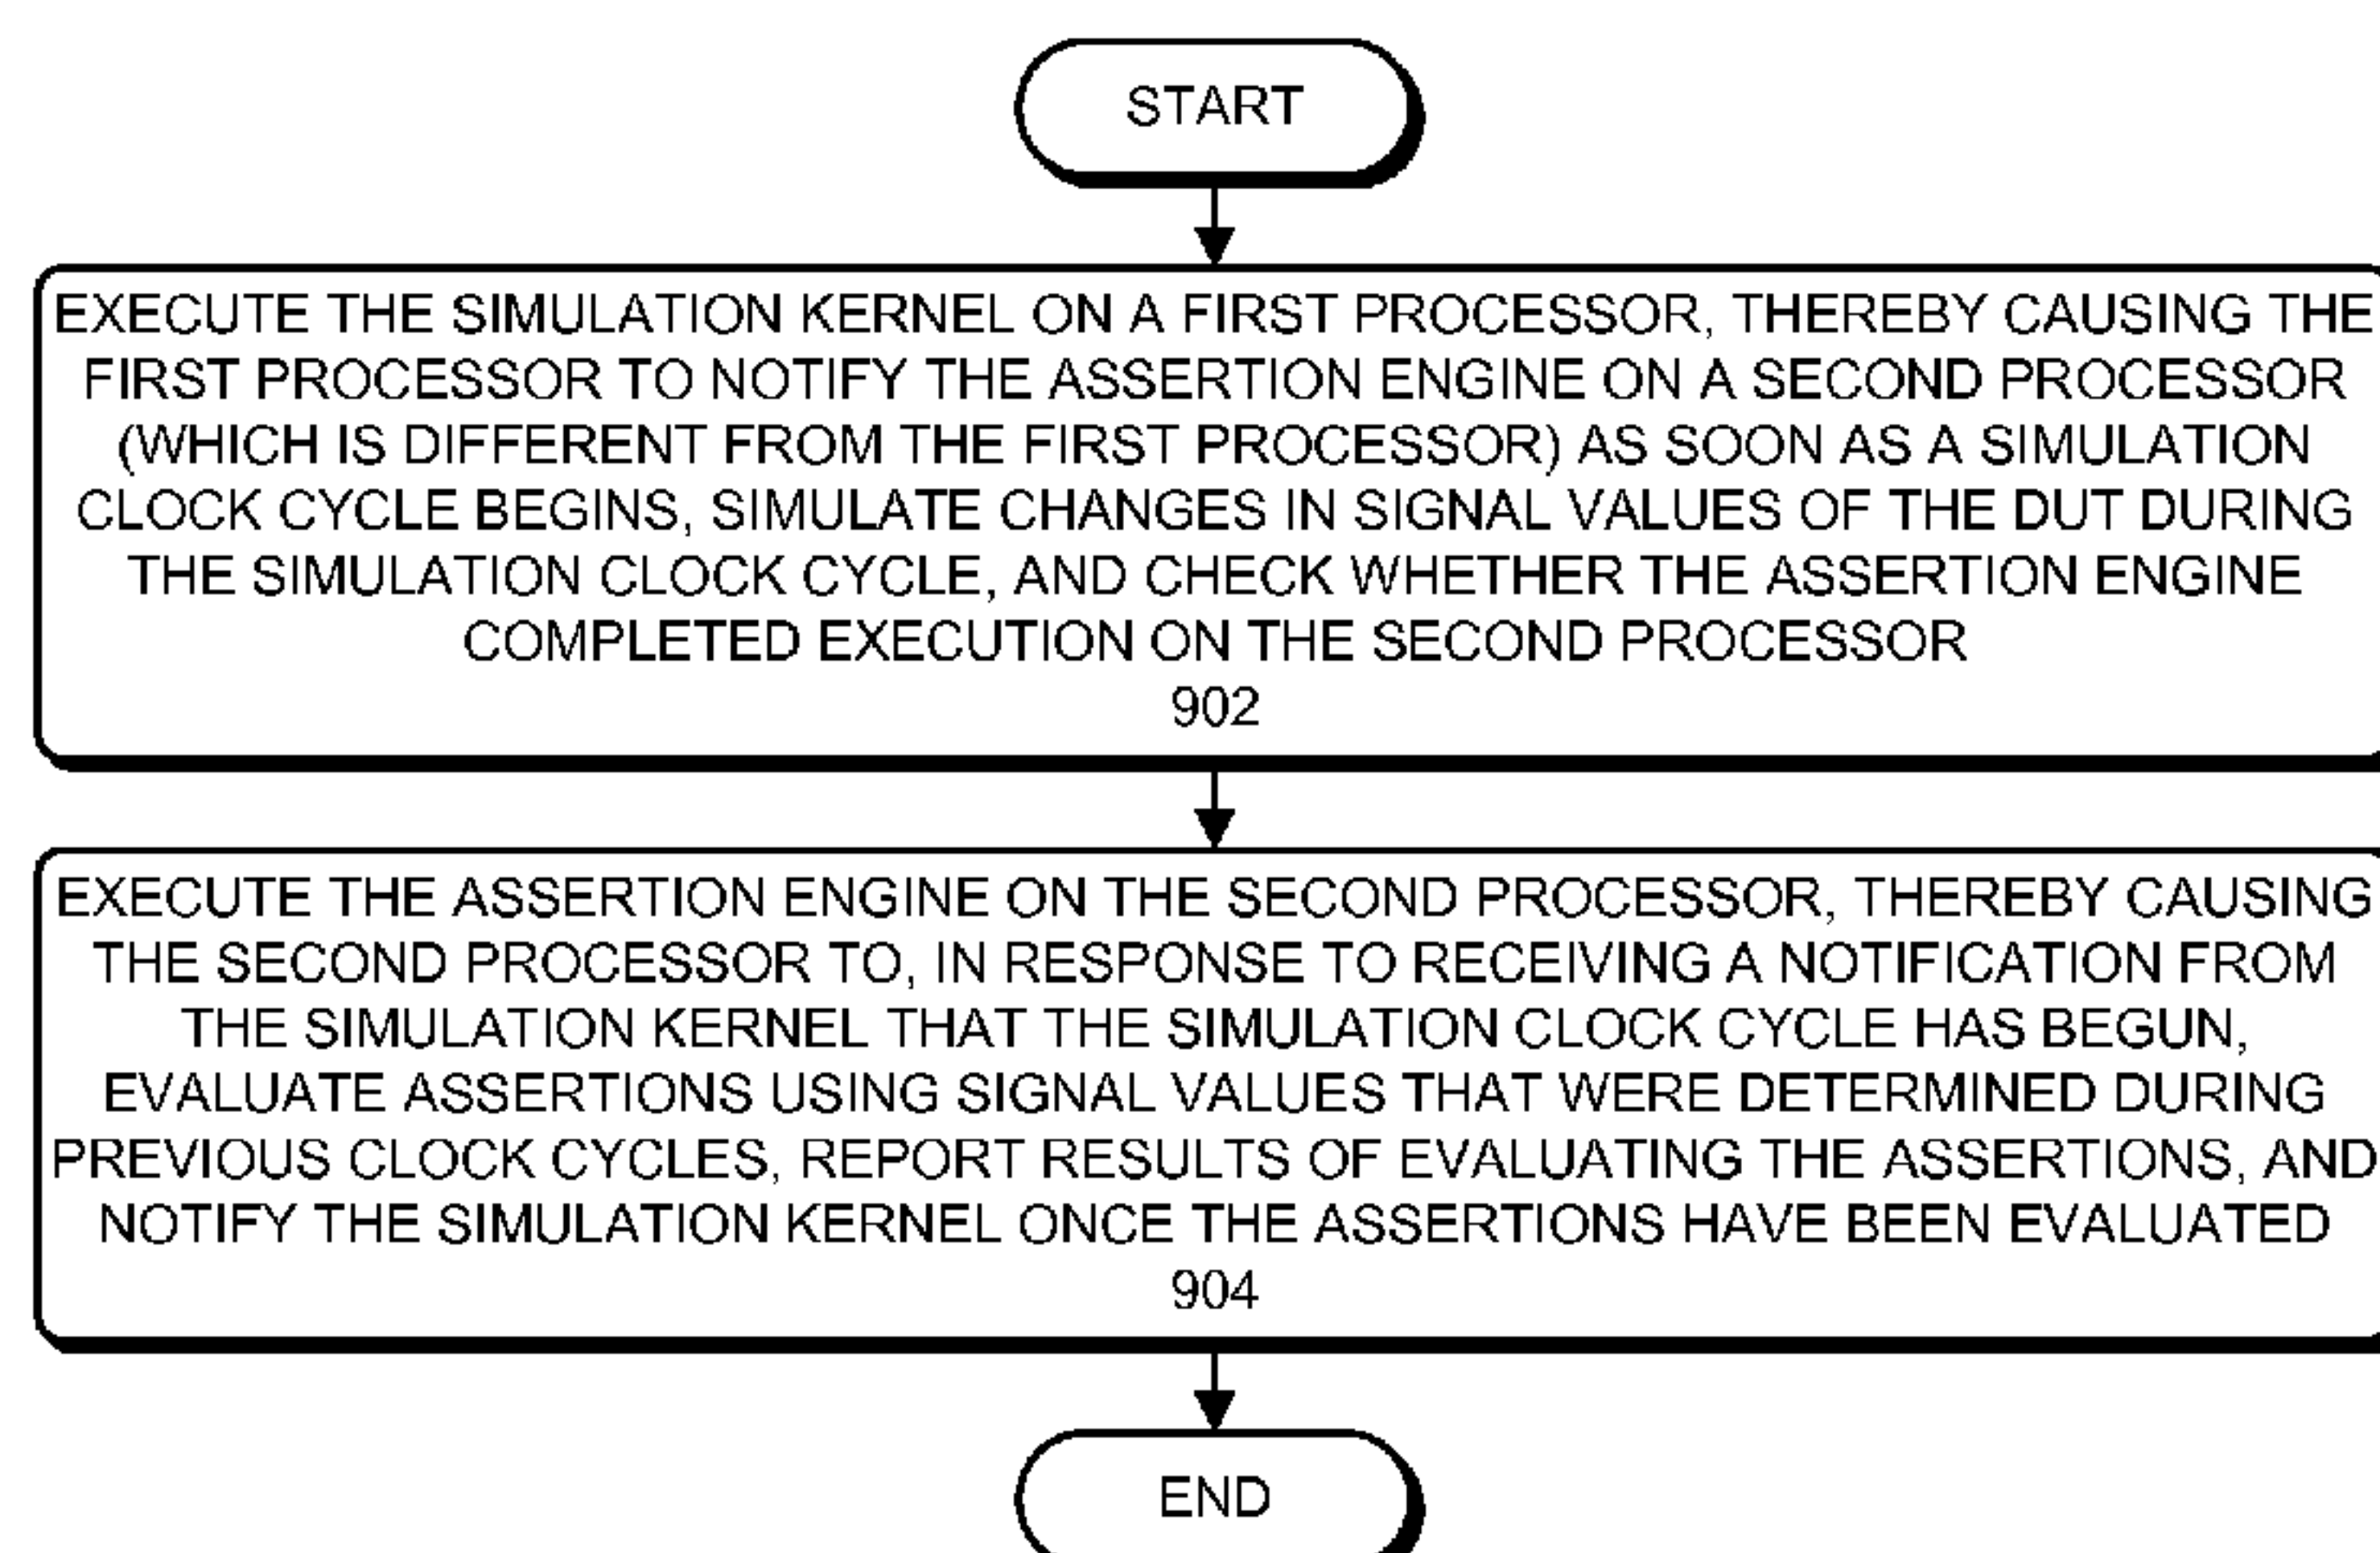 START
EXECUTE THE SIMULATION KERNEL ON A FIRST PROCESSOR, THEREBY CAUSING THE
FIRST PROCESSOR TO NOTIFY THE ASSERTION ENGINE ON A SECOND PROCESSOR
(WHICH IS DIFFERENT FROM THE FIRST PROCESSOR) AS SOON AS A SIMULATION
CLOCK CYCLE BEGINS, SIMULATE CHANGES IN SIGNAL VALUES OF THE DUT DURING
THE SIMULATION CLOCK CYCLE, AND CHECK WHETHER THE ASSERTION ENGINE
COMPLETED EXECUTION ON THE SECOND PROCESSOR
902
EXECUTE THE ASSERTION ENGINE ON THE SECOND PROCESSOR, THEREBY CAUSING
THE SECOND PROCESSOR TO, IN RESPONSE TO RECEIVING A NOTIFICATION FROM
THE SIMULATION KERNEL THAT THE SIMULATION CLOCK CYCLE HAS BEGUN,
EVALUATE ASSERTIONS USING SIGNAL VALUES THAT WERE DETERMINED DURING
PREVIOUS CLOCK CYCLES, REPORT RESULTS OF EVALUATING THE ASSERTIONS, AND
NOTIFY THE SIMULATION KERNEL ONCE THE ASSERTIONS HAVE BEEN EVALUATED
904
END